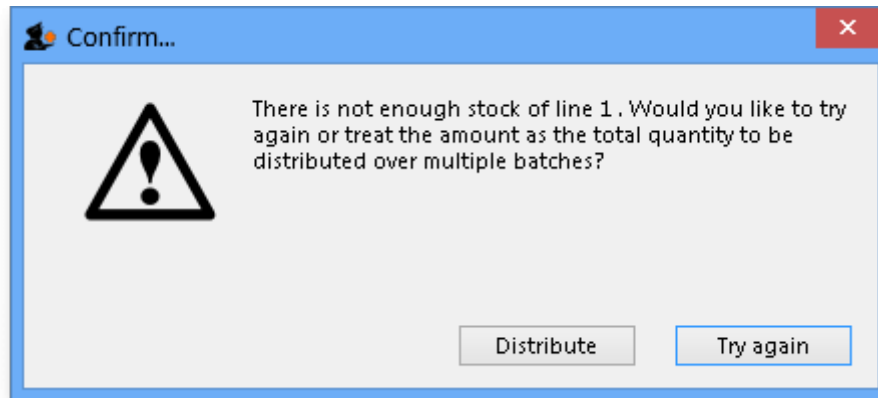 Confirm...
There is not enough stock of line 1 . Would you like to try
again or treat the amount as the total quantity to be
distributed over multiple batches?
Distribute
Try again